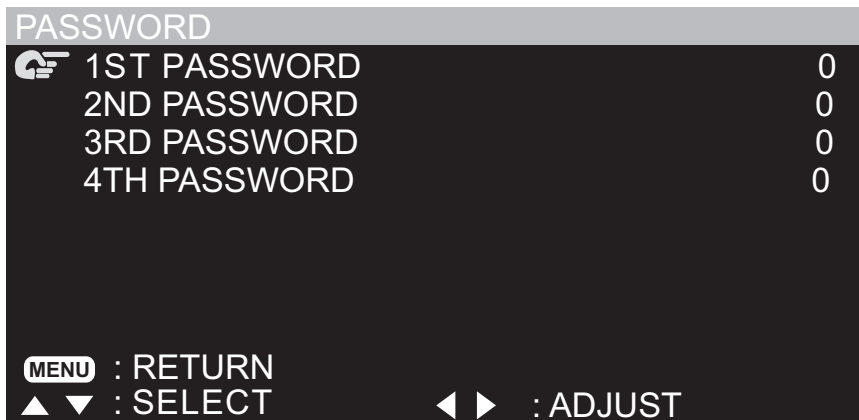 PASSWORD
1ST PASSWORD 0
2ND PASSWORD 0
3RD PASSWORD 0
4TH PASSWORD 0
MENU : RETURN
▲ ▼ : SELECT ◀ ▶ : ADJUST